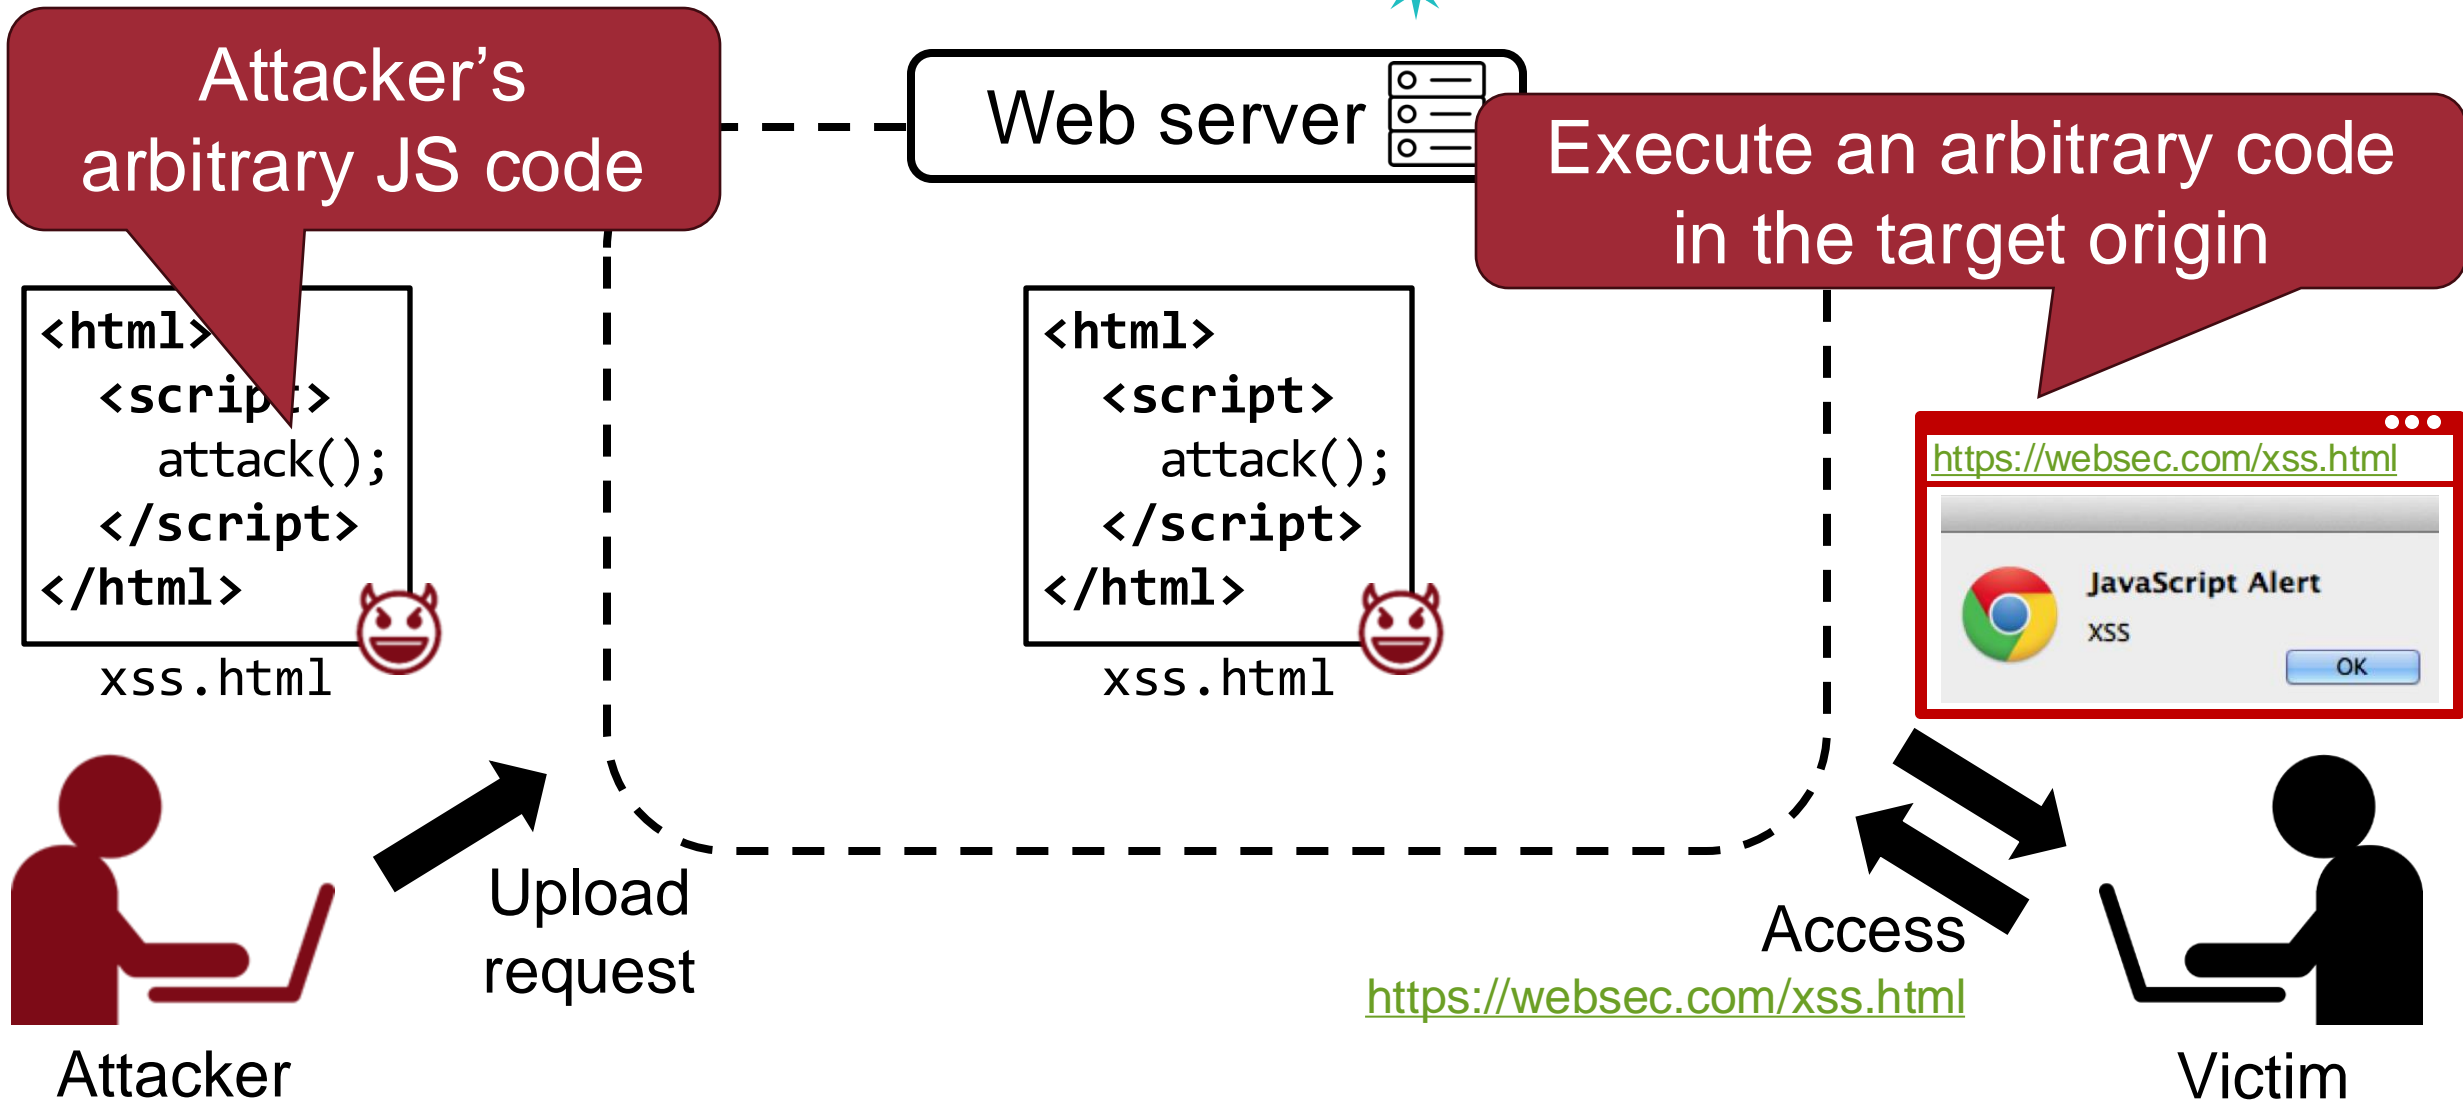 Attacker’s
arbitrary JS code
Web server
Execute an arbitrary code
in the target origin
<html>
<script>
attack();
</script>
</html>
xss.html
<html>
<script>
attack();
</script>
</html>
xss.html
https://websec.com/xss.html
JavaScript Alert
XSS
OK
Upload
request
Access
https://websec.com/xss.html
Attacker
Victim